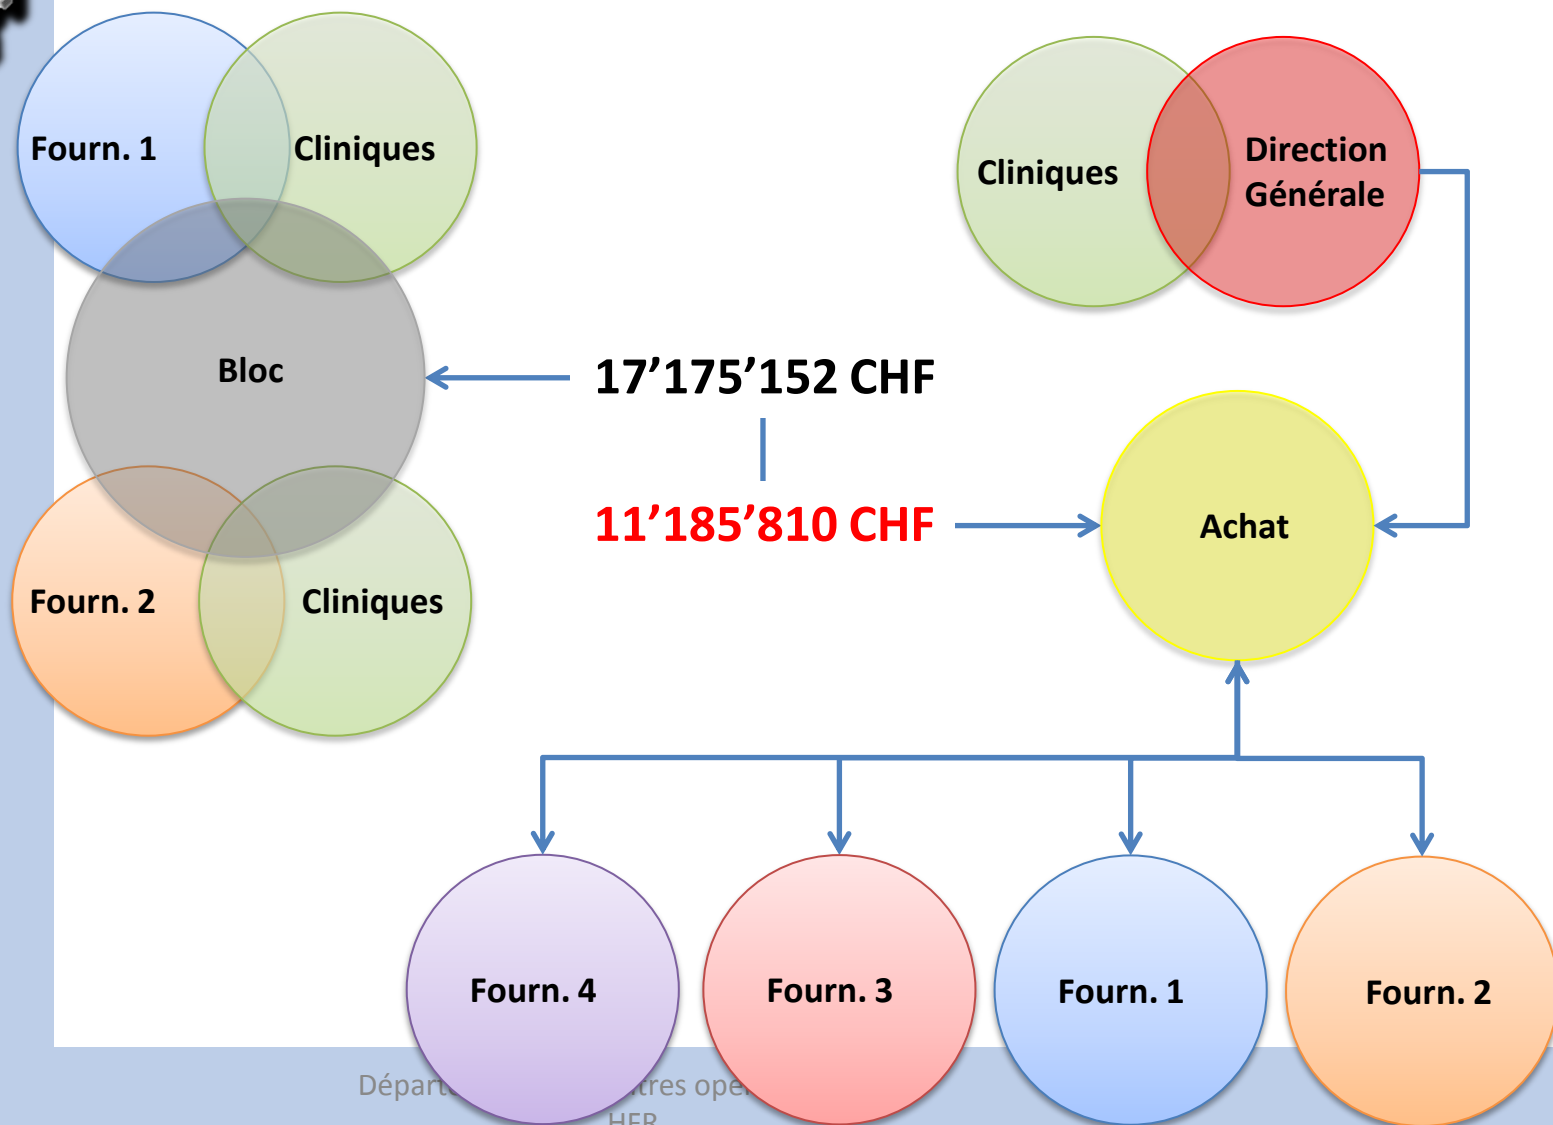 Fourn. 1
Cliniques
Cliniques
Direction
Générale
Bloc
17’175’152 CHF
11’185’810 CHF
Achat
Fourn. 2
Cliniques
Fourn. 4
Fourn. 3
Fourn. 1
Fourn. 2
HFR